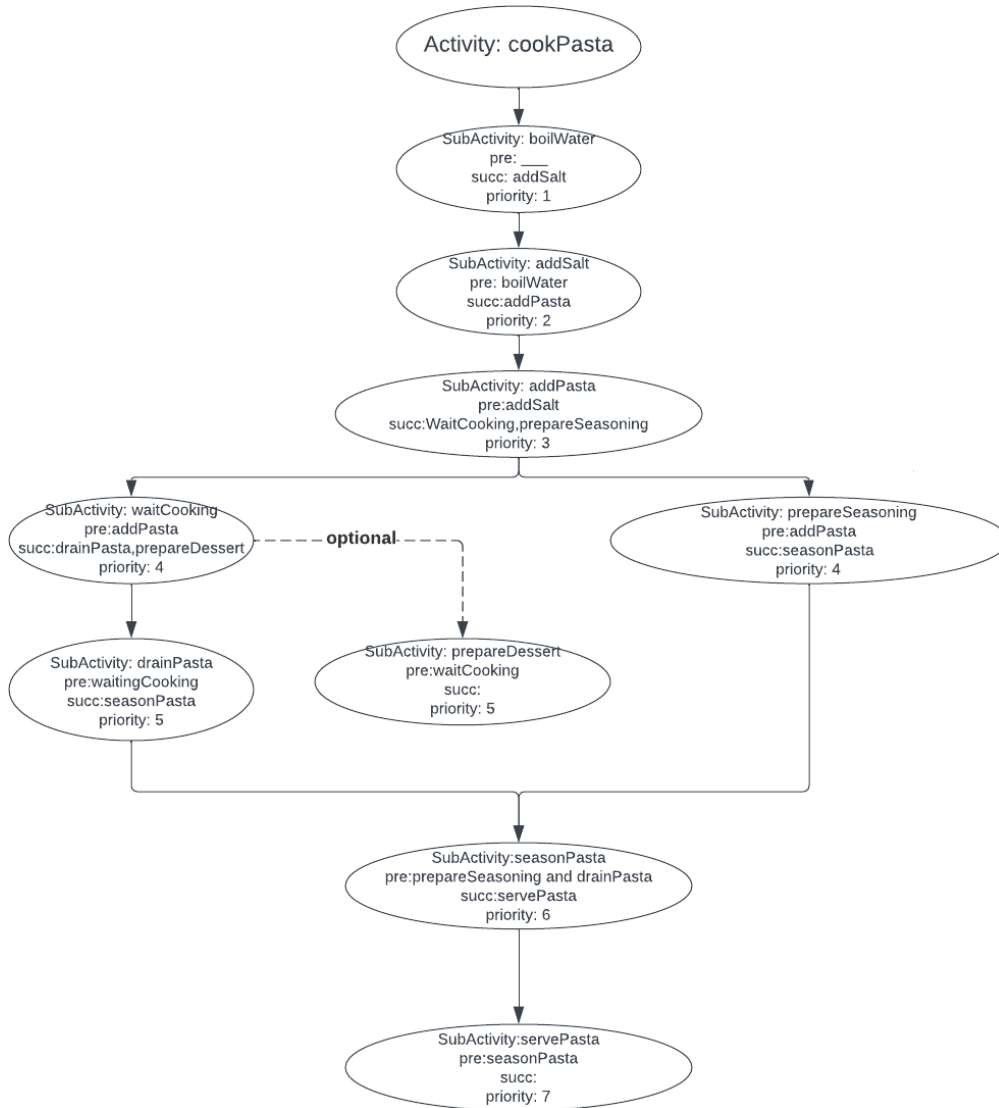 Activity: cookPasta
SubActivity: boilWater
pre: ___
succ: addSalt
priority: 1
SubActivity: addSalt
pre: boilWater
succ:addPasta
priority: 2
SubActivity: addPasta
pre:addSalt
succ:WaitCooking,prepareSeasoning
priority: 3
SubActivity: waitCooking
pre:addPasta
succ:drainPasta,prepareDessert
priority: 4
optional
SubActivity: prepareSeasoning
pre:addPasta
succ:seasonPasta
priority: 4
SubActivity: drainPasta
pre:waitingCooking
succ:seasonPasta
priority: 5
SubActivity: prepareDessert
pre:waitCooking
succ:
priority: 5
SubActivity:seasonPasta
pre:prepareSeasoning and drainPasta
succ:servePasta
priority: 6
SubActivity:servePasta
pre:seasonPasta
succ:
priority: 7